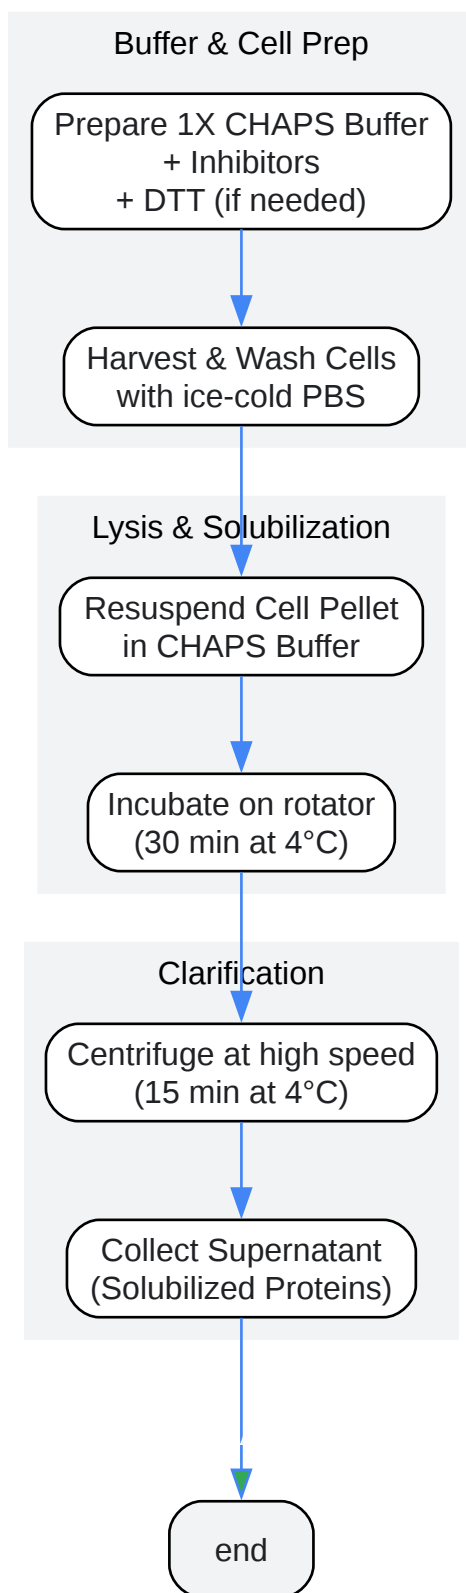 Buffer & Cell Prep
Prepare 1X CHAPS Buffer
+ Inhibitors
+ DTT (if needed)
Harvest & Wash Cells
with ice-cold PBS
Lysis & Solubilization
Resuspend Cell Pellet
in CHAPS Buffer
Incubate on rotator
(30 min at 4°C)
Clarification
Centrifuge at high speed
(15 min at 4°C)
Collect Supernatant
(Solubilized Proteins)
end